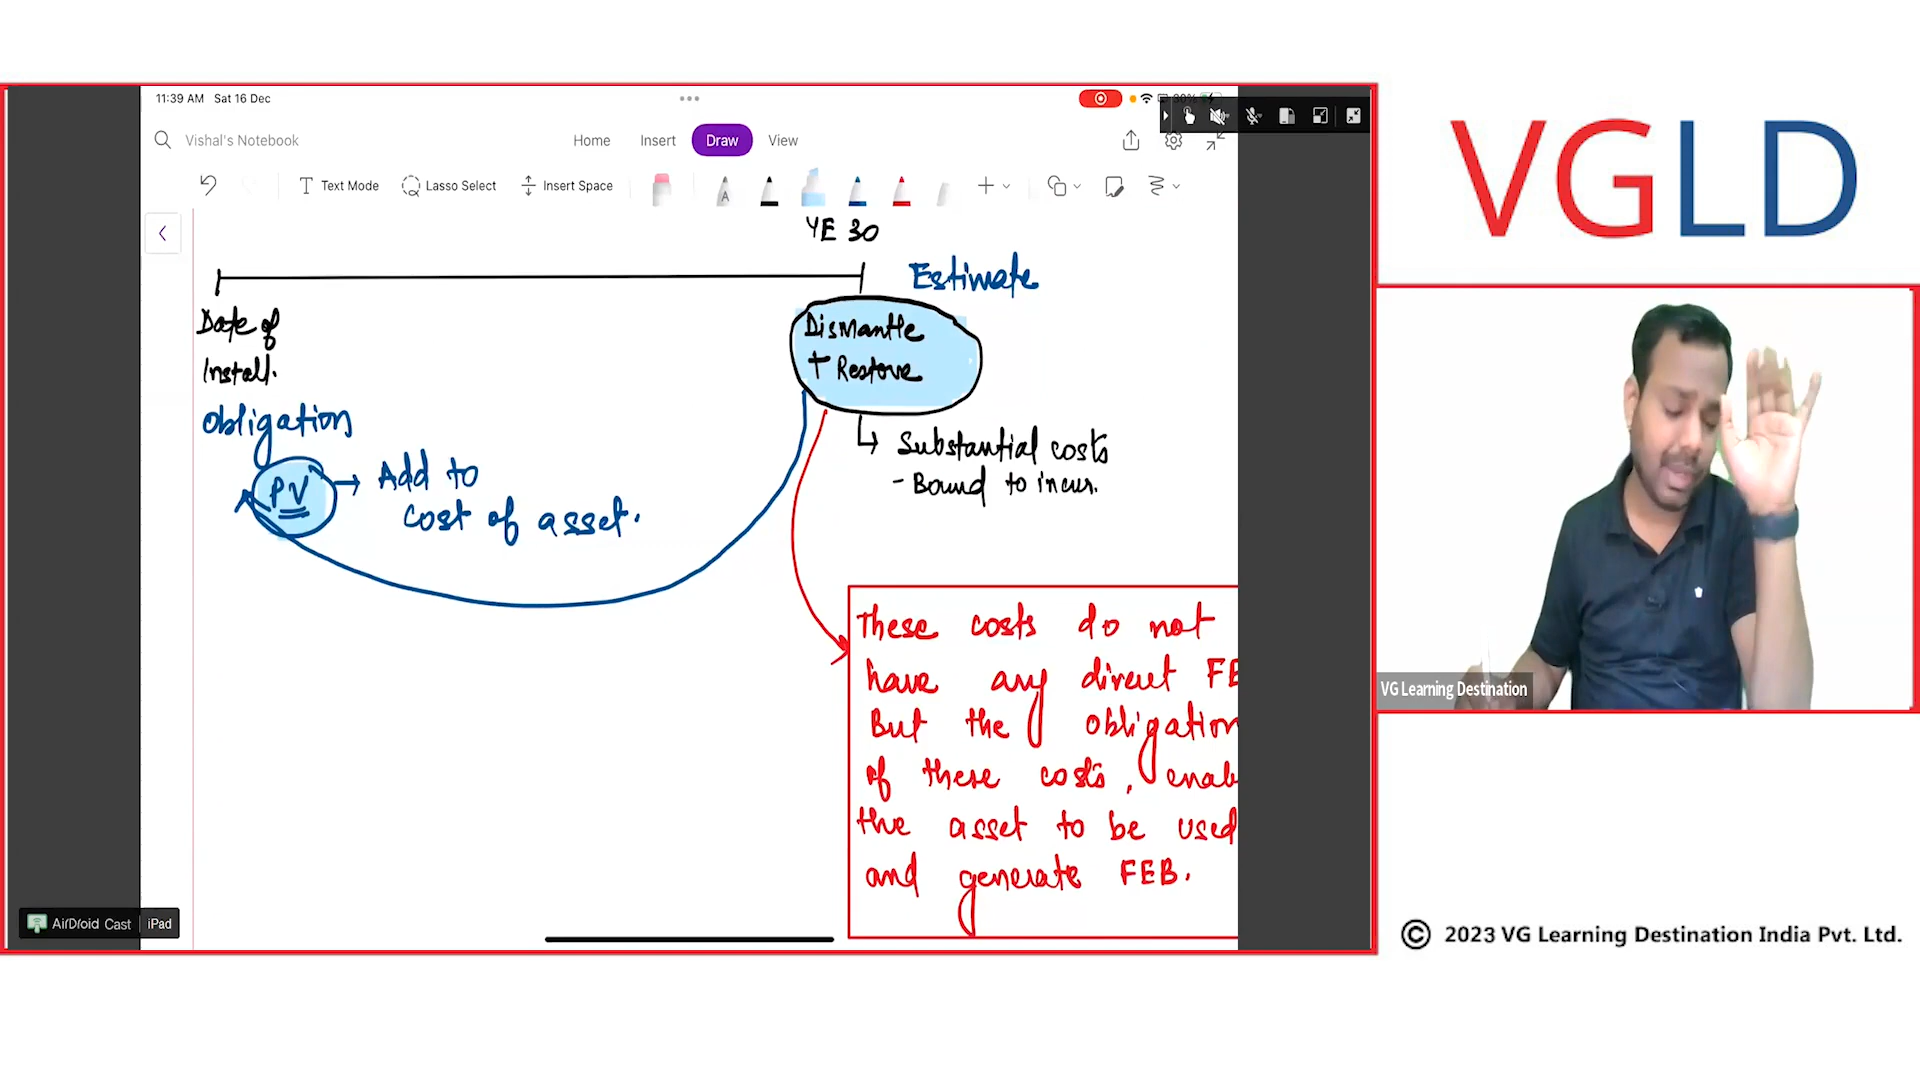 11:39 AM Sat 16 Dec
30%
Vishal's Notebook
Home Insert Draw View
Text Mode Lasso Select Insert Space
A
YE 30
Estimate
Date of
Install.
Dismantle
+ Restore
Obligation
PV → Add to
cost of asset.
↳ Substantial costs
- Bound to incur.
These costs do not
have any direct FE
But the obligation
of these costs, enab
the asset to be used
and generate FEB.
AirDroid Cast iPad
VGLD
VG Learning Destination
© 2023 VG Learning Destination India Pvt. Ltd.